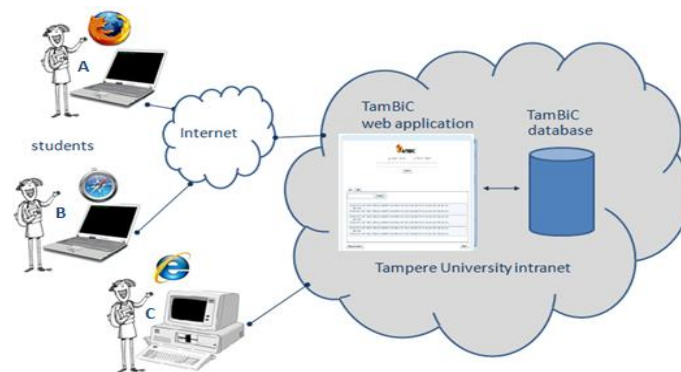 A
Internet
TamBiC
web application
TamBiC
database
students
B
C
Tampere University intranet